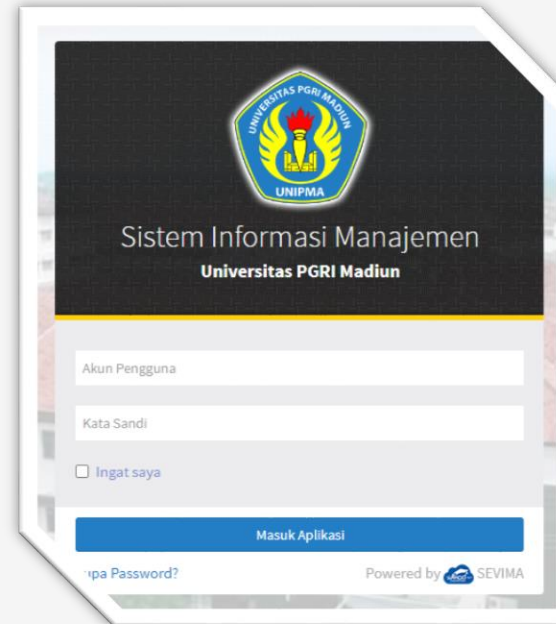 UNIVERSITAS PGRI MADIUN
UNIPMA
Sistem Informasi Manajemen
Universitas PGRI Madiun
Akun Pengguna
Kata Sandi
Ingat saya
Masuk Aplikasi
upa Password?
Powered by SEVIMA